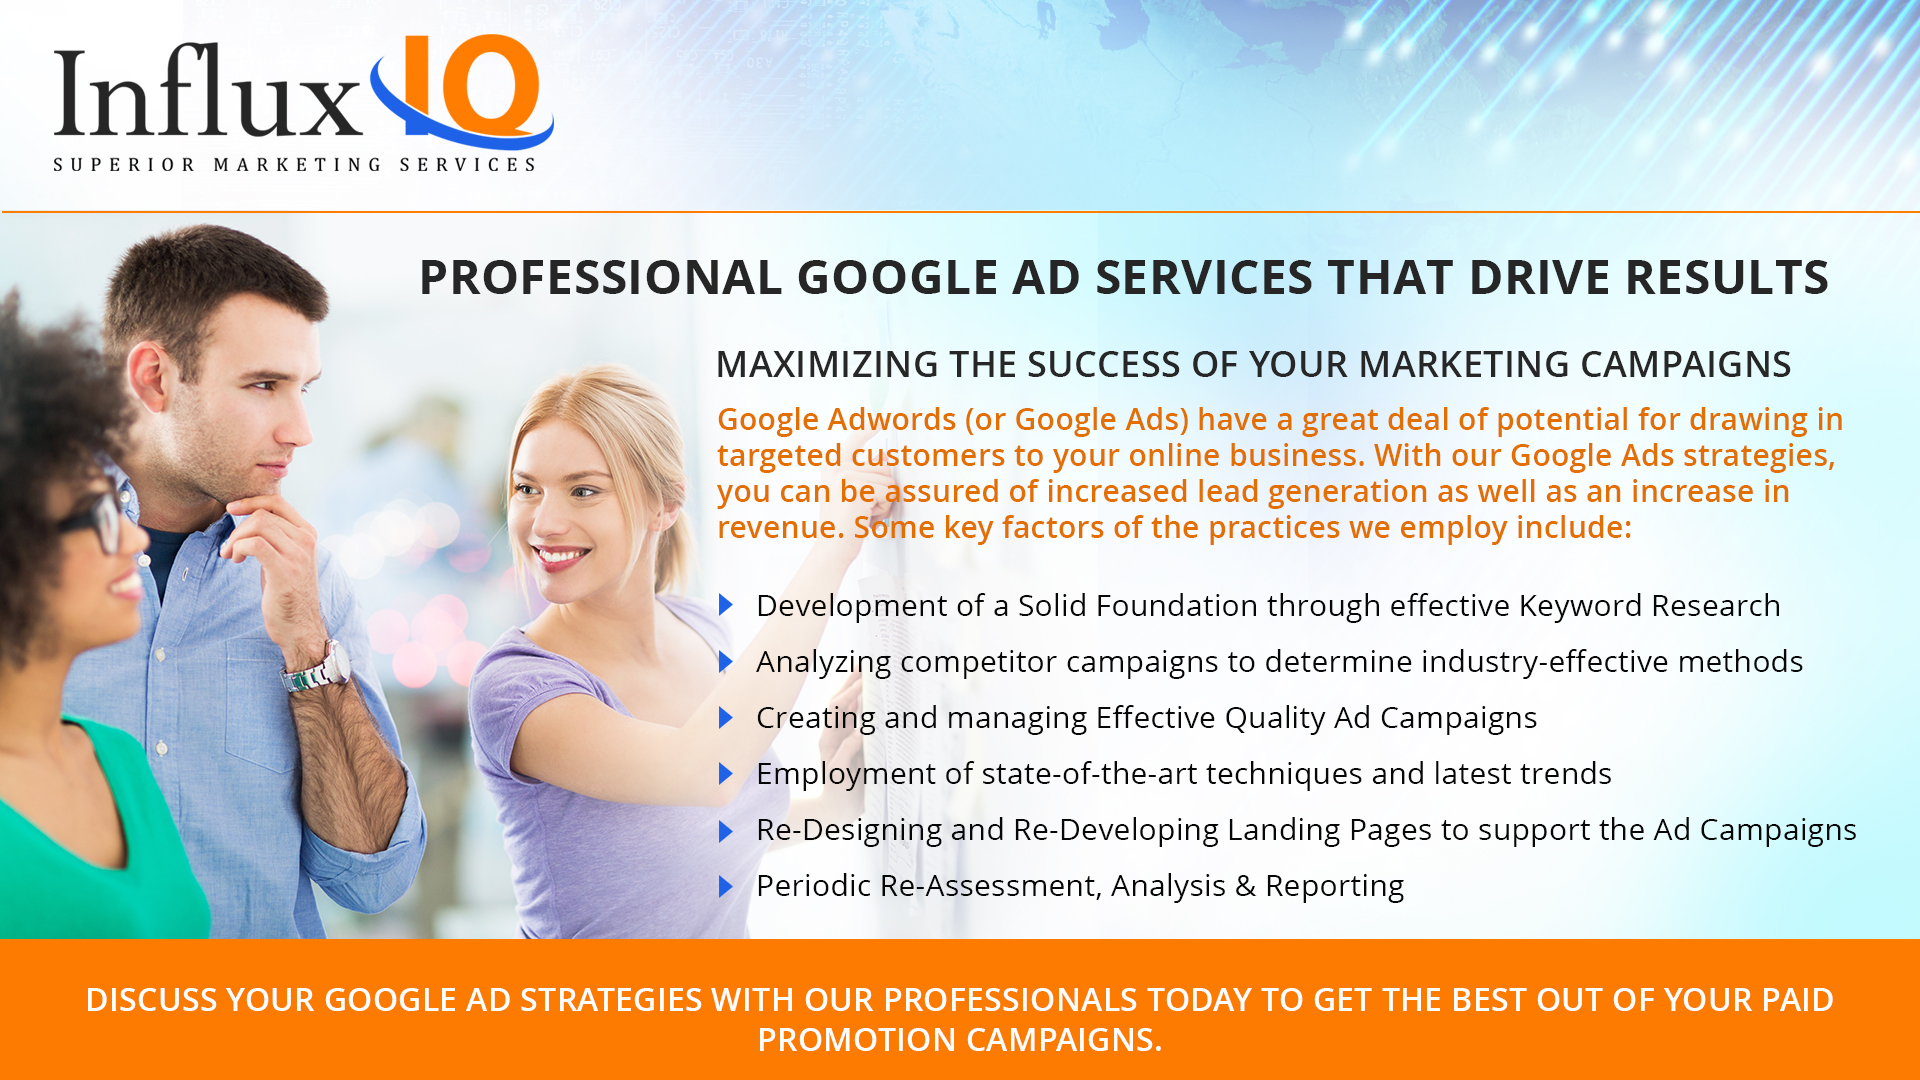 Influx IQ
SUPERIOR MARKETING SERVICES
PROFESSIONAL GOOGLE AD SERVICES THAT DRIVE RESULTS
MAXIMIZING THE SUCCESS OF YOUR MARKETING CAMPAIGNS
Google Adwords (or Google Ads) have a great deal of potential for drawing in
targeted customers to your online business. With our Google Ads strategies,
you can be assured of increased lead generation as well as an increase in
revenue. Some key factors of the practices we employ include:
Development of a Solid Foundation through effective Keyword Research
Analyzing competitor campaigns to determine industry-effective methods
Creating and managing Effective Quality Ad Campaigns
Employment of state-of-the-art techniques and latest trends
Re-Designing and Re-Developing Landing Pages to support the Ad Campaigns
Periodic Re-Assessment, Analysis & Reporting
DISCUSS YOUR GOOGLE AD STRATEGIES WITH OUR PROFESSIONALS TODAY TO GET THE BEST OUT OF YOUR PAID
PROMOTION CAMPAIGNS.